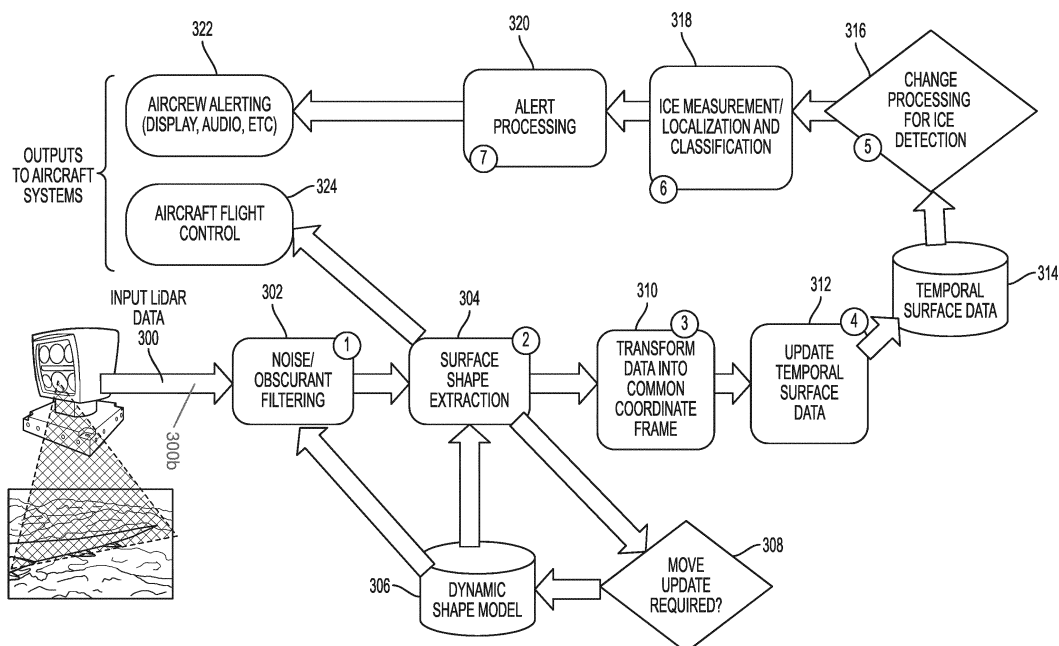 322
320
318
316
AIRCREW ALERTING
(DISPLAY, AUDIO, ETC)
ALERT
PROCESSING
7
ICE MEASUREMENT/
LOCALIZATION AND
CLASSIFICATION
6
CHANGE
PROCESSING
FOR ICE
DETECTION
5
OUTPUTS
TO AIRCRAFT
SYSTEMS
324
AIRCRAFT FLIGHT
CONTROL
314
TEMPORAL
SURFACE DATA
INPUT LiDAR
DATA
300
300b
302
1
NOISE/
OBSCURANT
FILTERING
304
2
SURFACE
SHAPE
EXTRACTION
310
3
TRANSFORM
DATA INTO
COMMON
COORDINATE
FRAME
312
4
UPDATE
TEMPORAL
SURFACE
DATA
306
DYNAMIC
SHAPE MODEL
308
MOVE
UPDATE
REQUIRED?